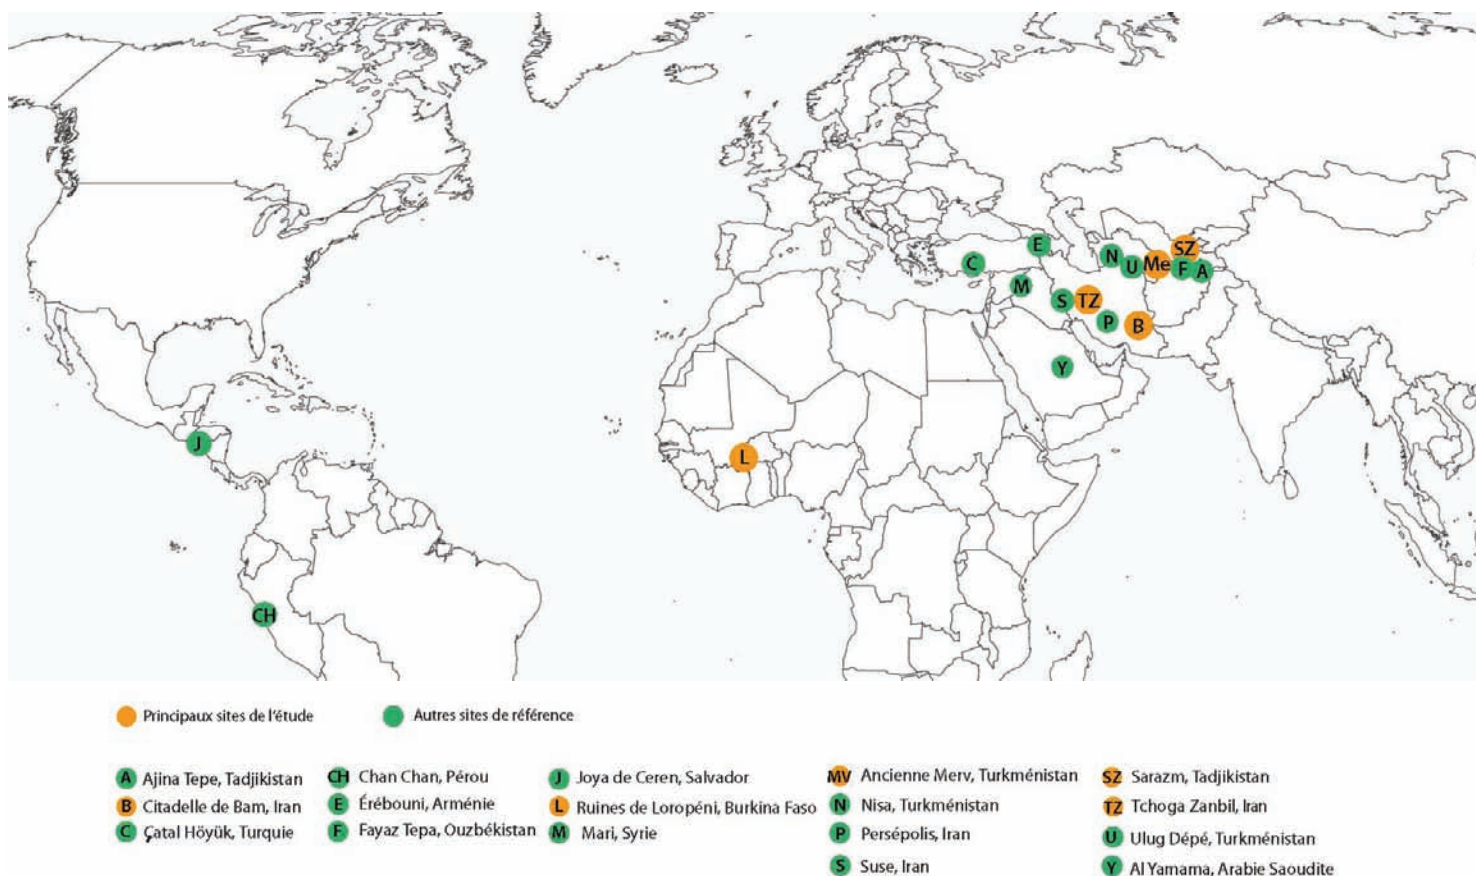 E
SZ
N
C
U
Me
F
A
M
S
TZ
P
B
Y
J
L
CH
Principaux sites de l'étude
Autres sites de référence
A Ajina Tepe, Tadjikistan
B Citadelle de Bam, Iran
C Çatal Höyük, Turquie
CH Chan Chan, Pérou
E Érébouni, Arménie
F Fayaz Tepa, Ouzbékistan
J Joya de Ceren, Salvador
L Ruines de Loropéni, Burkina Faso
M Mari, Syrie
MV Ancienne Merv, Turkménistan
N Nisa, Turkménistan
P Persépolis, Iran
S Suse, Iran
SZ Sarazm, Tadjikistan
TZ Tchoga Zanbil, Iran
U Ulug Dépé, Turkménistan
Y Al Yamama, Arabie Saoudite